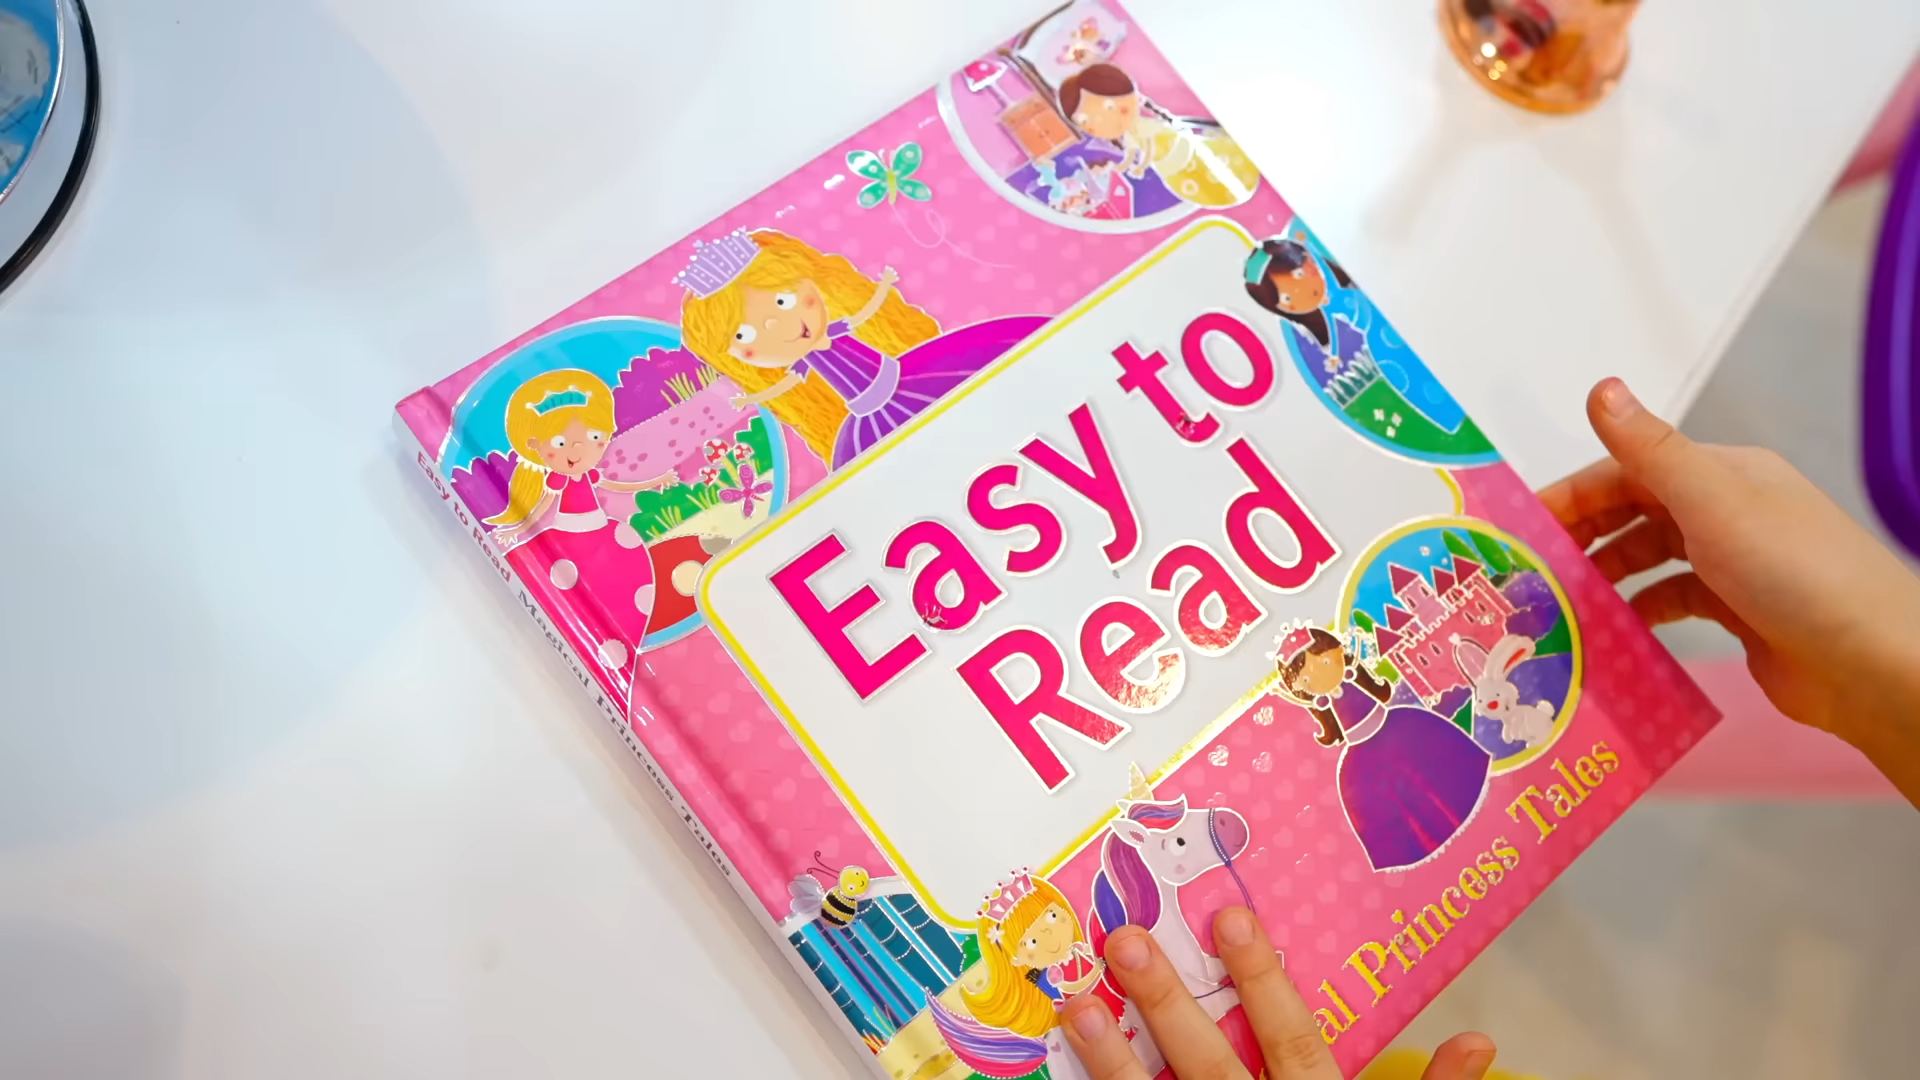 Easy to
Read
al Princess Tales
Easy to Read Magical Princess Tales